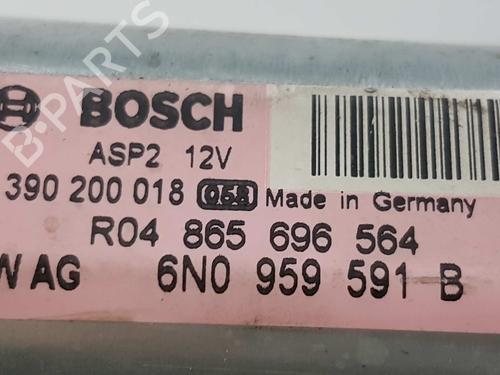 BOSCH
ASP2 12V
390 200 018 058 Made in Germany
R04 865 696 564
W AG 6N0 959 591 B
B-PARTS